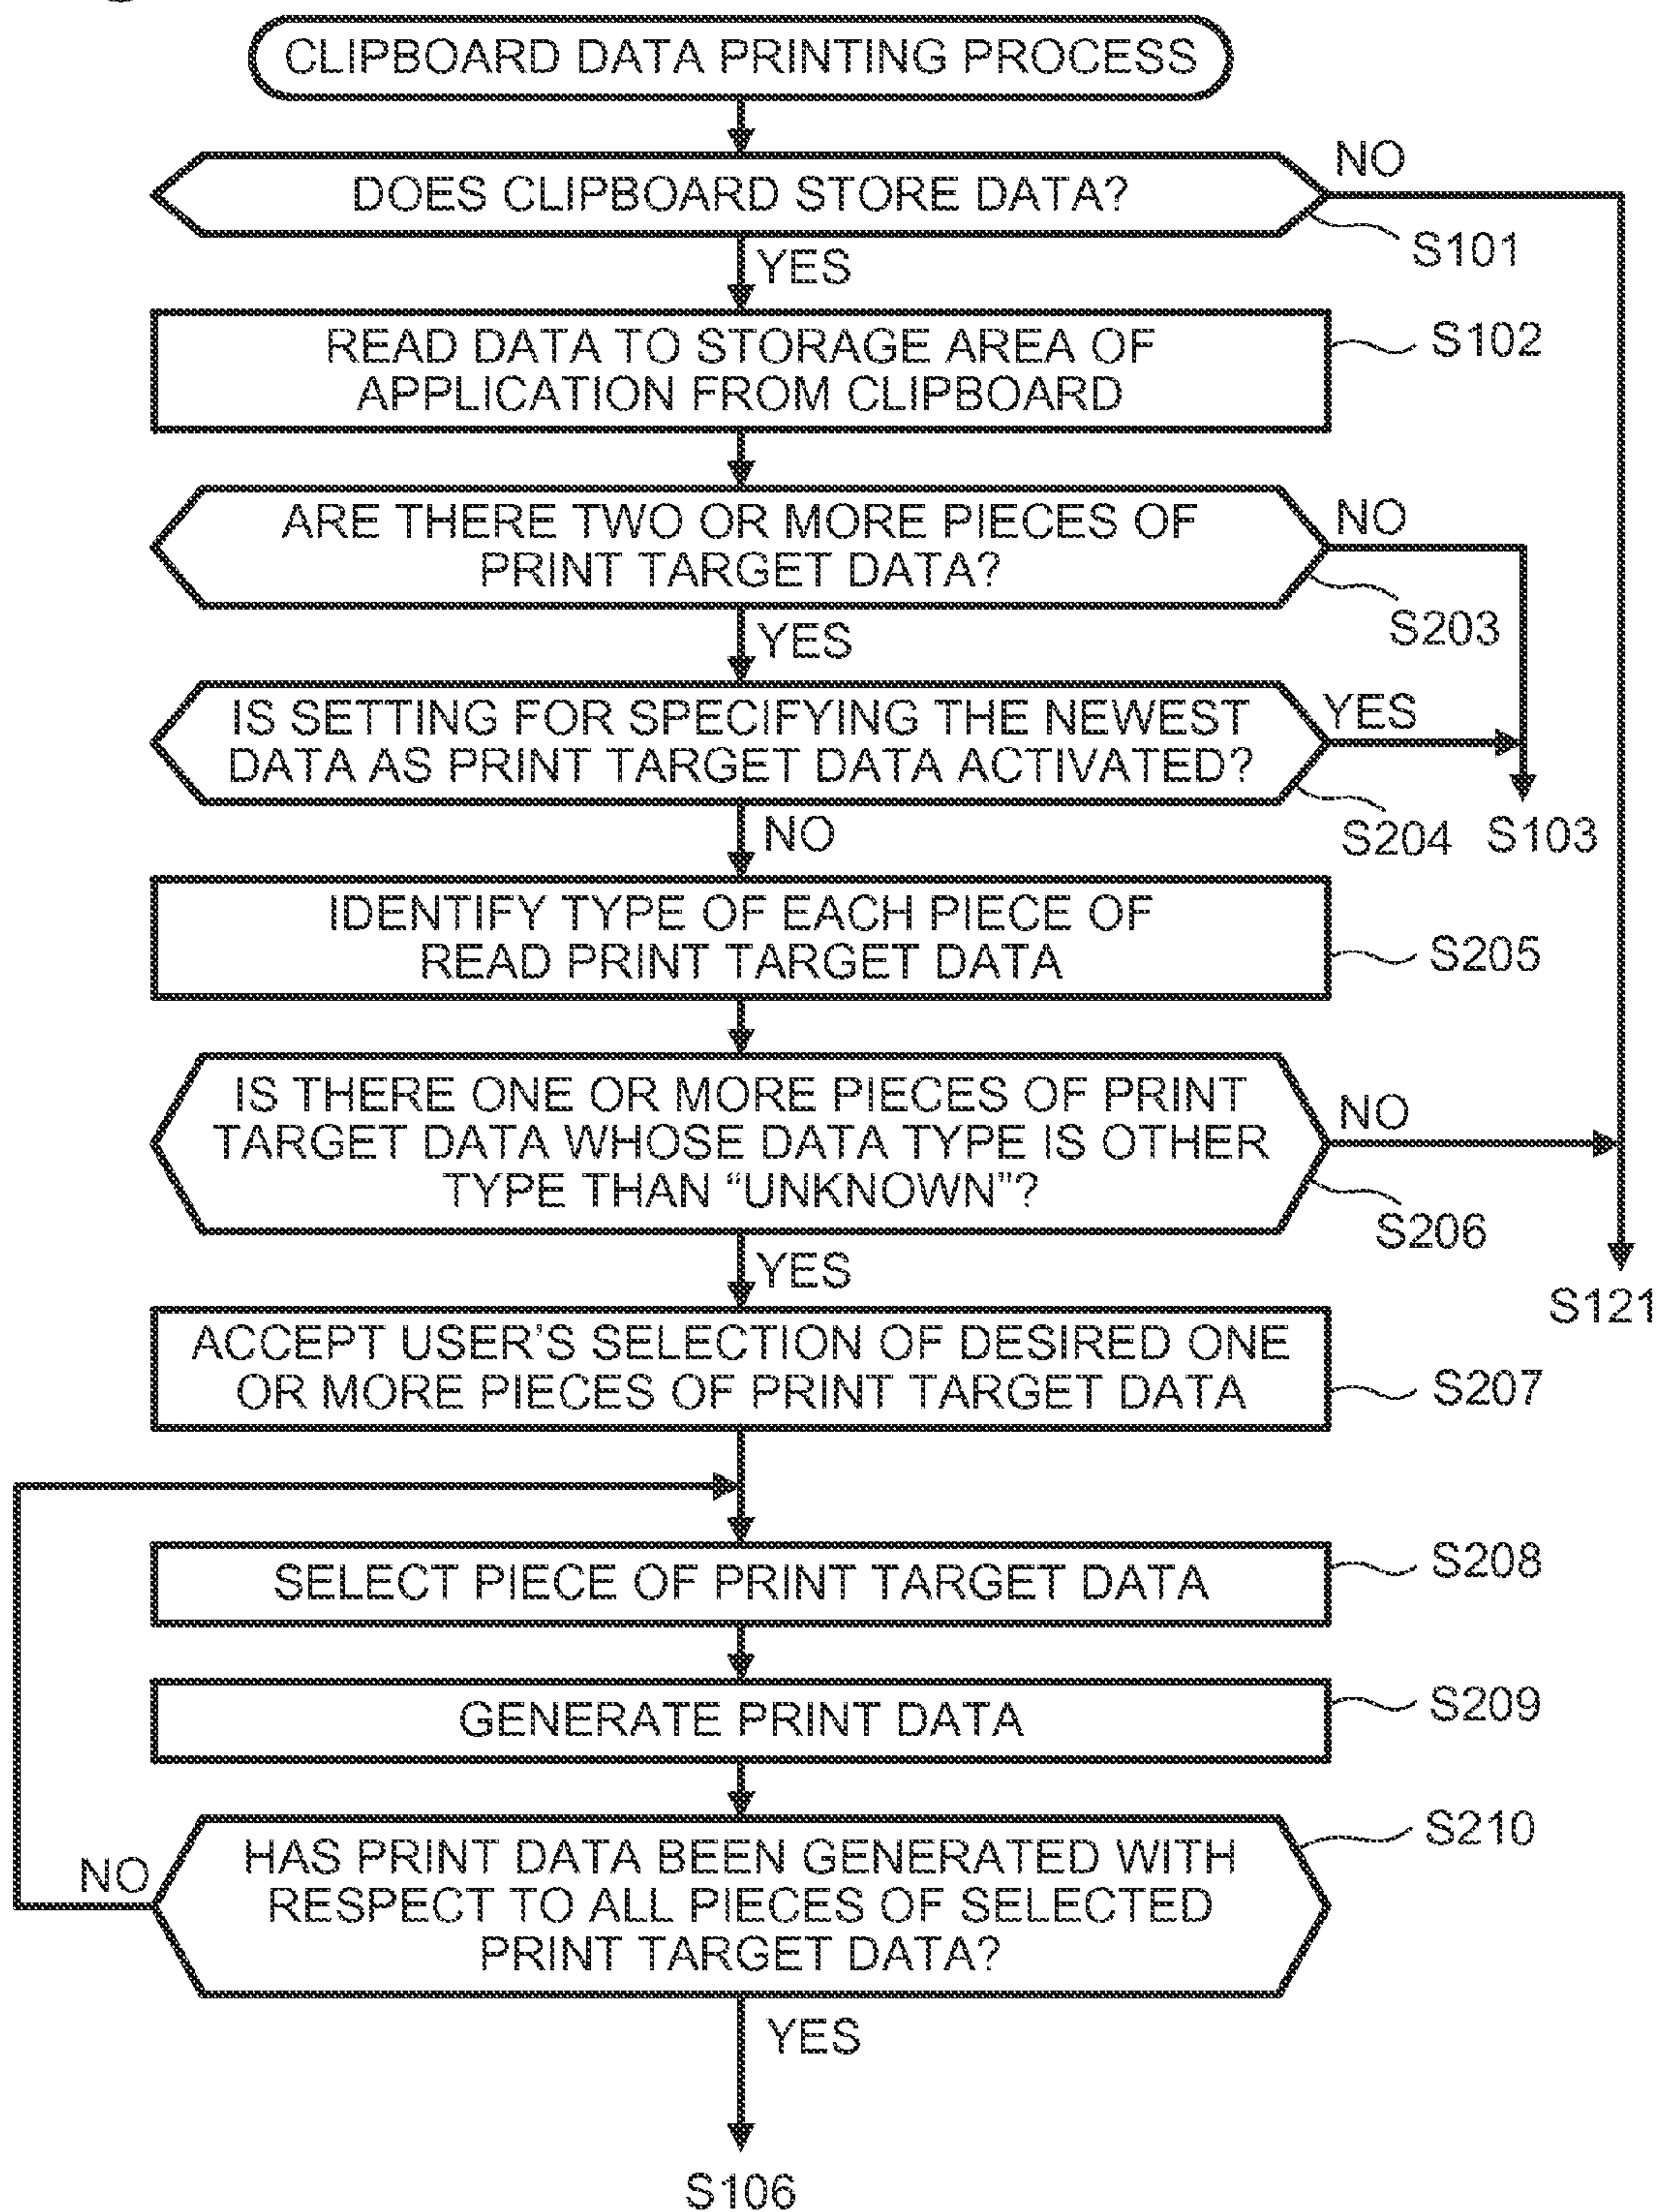 CLIPBOARD DATA PRINTING PROCESS
DOES CLIPBOARD STORE DATA?
NO
S101
YES
READ DATA TO STORAGE AREA OF
APPLICATION FROM CLIPBOARD
S102
ARE THERE TWO OR MORE PIECES OF
PRINT TARGET DATA?
NO
S203
YES
IS SETTING FOR SPECIFYING THE NEWEST
DATA AS PRINT TARGET DATA ACTIVATED?
YES
S204
S103
NO
IDENTIFY TYPE OF EACH PIECE OF
READ PRINT TARGET DATA
S205
IS THERE ONE OR MORE PIECES OF PRINT
TARGET DATA WHOSE DATA TYPE IS OTHER
TYPE THAN “UNKNOWN”?
NO
S206
YES
S121
ACCEPT USER’S SELECTION OF DESIRED ONE
OR MORE PIECES OF PRINT TARGET DATA
S207
SELECT PIECE OF PRINT TARGET DATA
S208
GENERATE PRINT DATA
S209
HAS PRINT DATA BEEN GENERATED WITH
RESPECT TO ALL PIECES OF SELECTED
PRINT TARGET DATA?
S210
NO
YES
S106